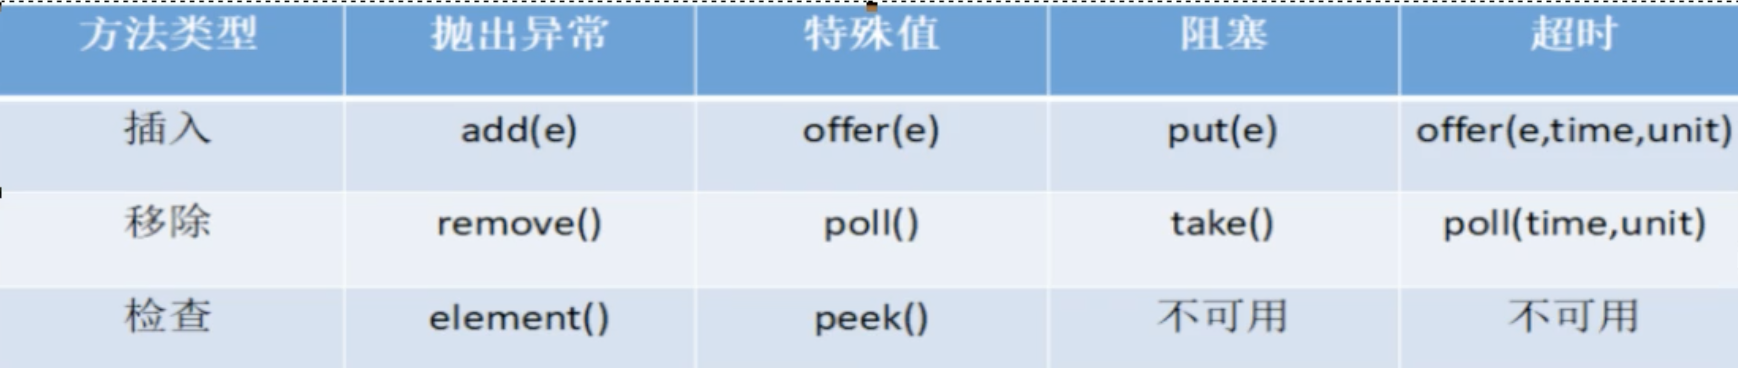 方法类型 抛出异常 特殊值 阻塞 超时
插入 add(e) offer(e) put(e) offer(e,time,unit)
移除 remove() poll() take() poll(time,unit)
检查 element() peek() 不可用 不可用